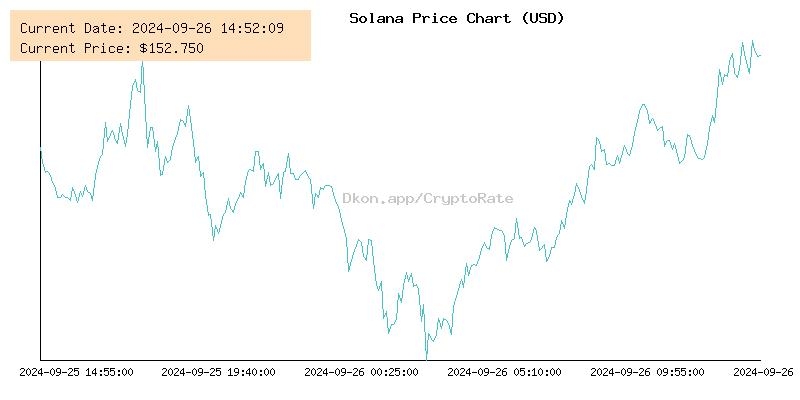 Solana Price Chart (USD)
Current Date: 2024-09-26 14:52:09
Current Price: $152.750
Dkon.app/CryptoRate
2024-09-25 14:55:00
2024-09-25 19:40:00
2024-09-26 00:25:00
2024-09-26 05:10:00
2024-09-26 09:55:00
2024-09-26